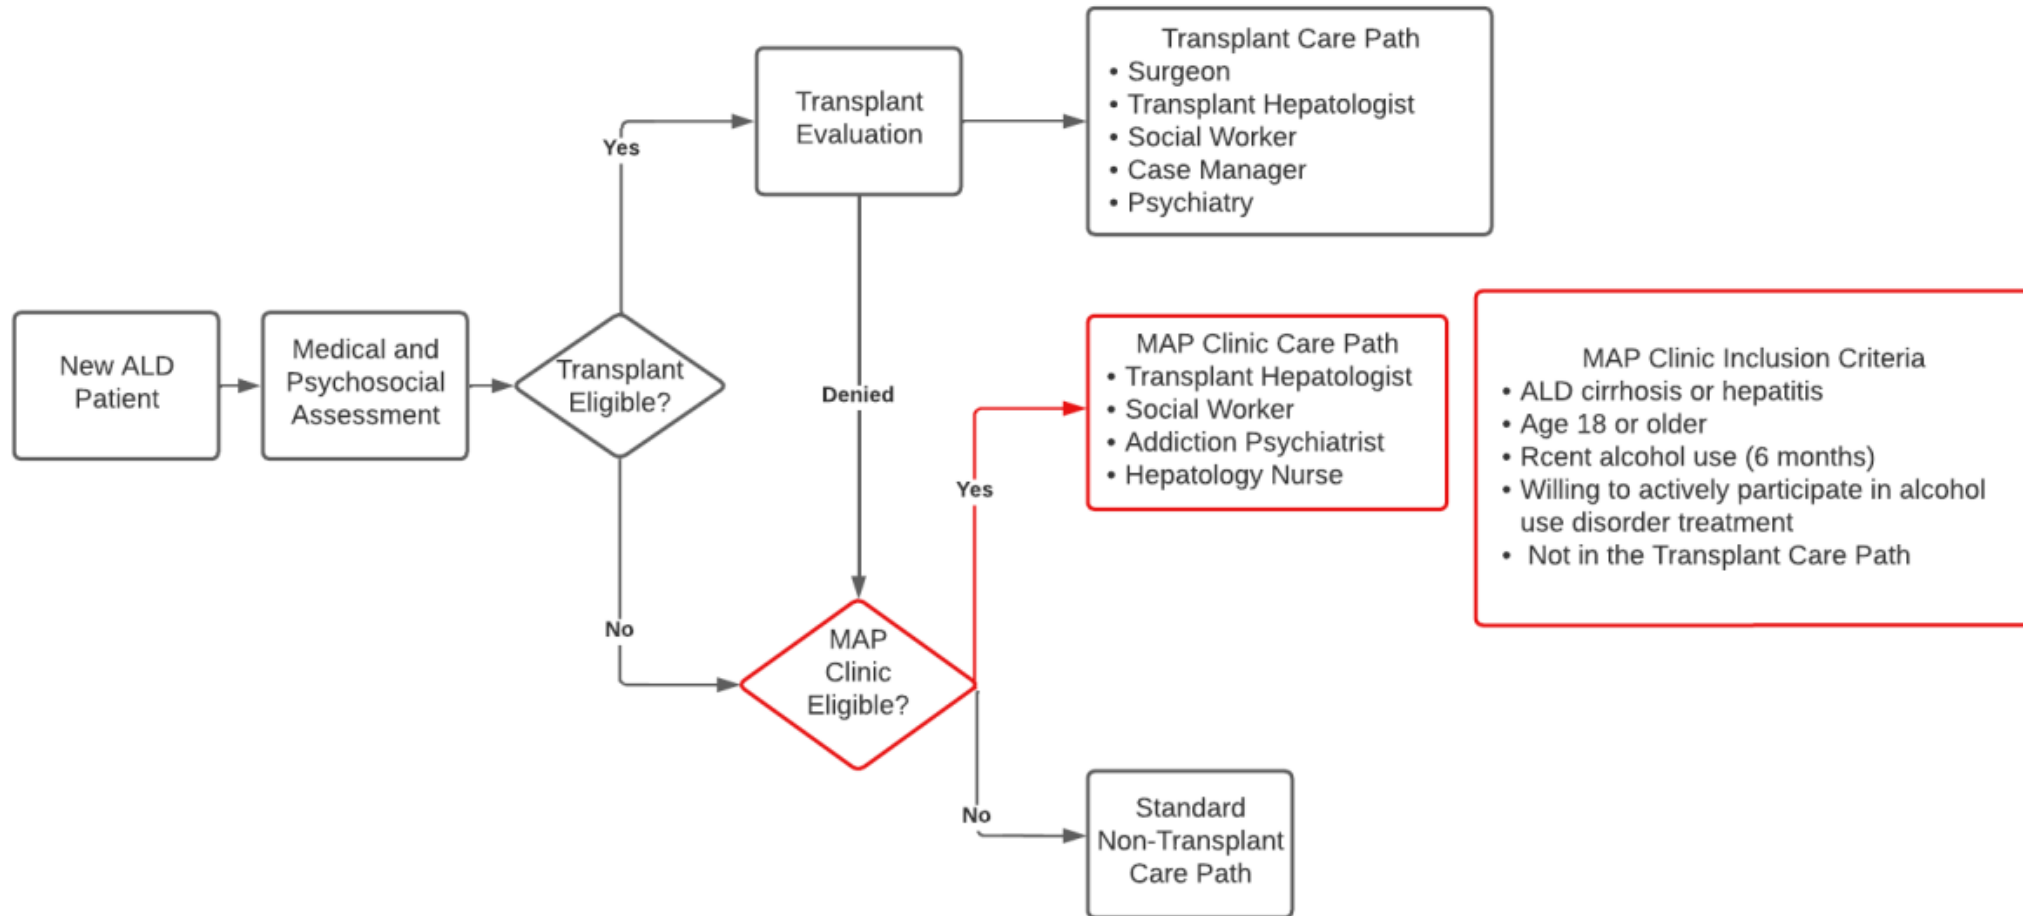 New ALD
Patient
Medical and
Psychosocial
Assessment
Transplant
Eligible?
Yes
No
Transplant
Evaluation
Denied
Transplant Care Path
• Surgeon
• Transplant Hepatologist
• Social Worker
• Case Manager
• Psychiatry
MAP
Clinic
Eligible?
Yes
No
MAP Clinic Care Path
• Transplant Hepatologist
• Social Worker
• Addiction Psychiatrist
• Hepatology Nurse
Standard
Non-Transplant
Care Path
MAP Clinic Inclusion Criteria
• ALD cirrhosis or hepatitis
• Age 18 or older
• Rcent alcohol use (6 months)
• Willing to actively participate in alcohol
use disorder treatment
• Not in the Transplant Care Path